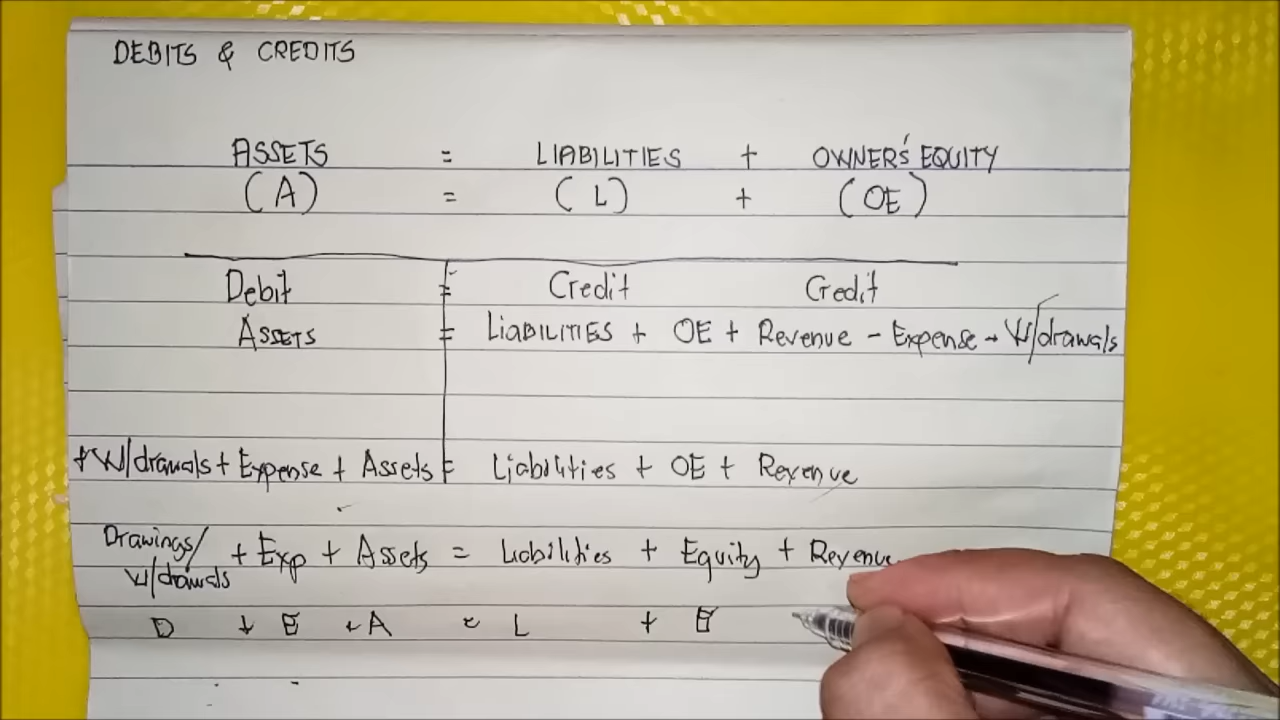 DEBITS & CREDITS
ASSETS = LIABILITIES + OWNER'S EQUITY
(A) = (L) + (OE)
Debit = Credit Credit
ASSETS = LIABILITIES + OE + Revenue - Expense - W/drawals
+ W/drawals + Expense + Assets = Liabilities + OE + Revenue
Drawings/ + Exp + Assets = Liabilities + Equity + Revenue
W/drawals
D + E + A = L + E